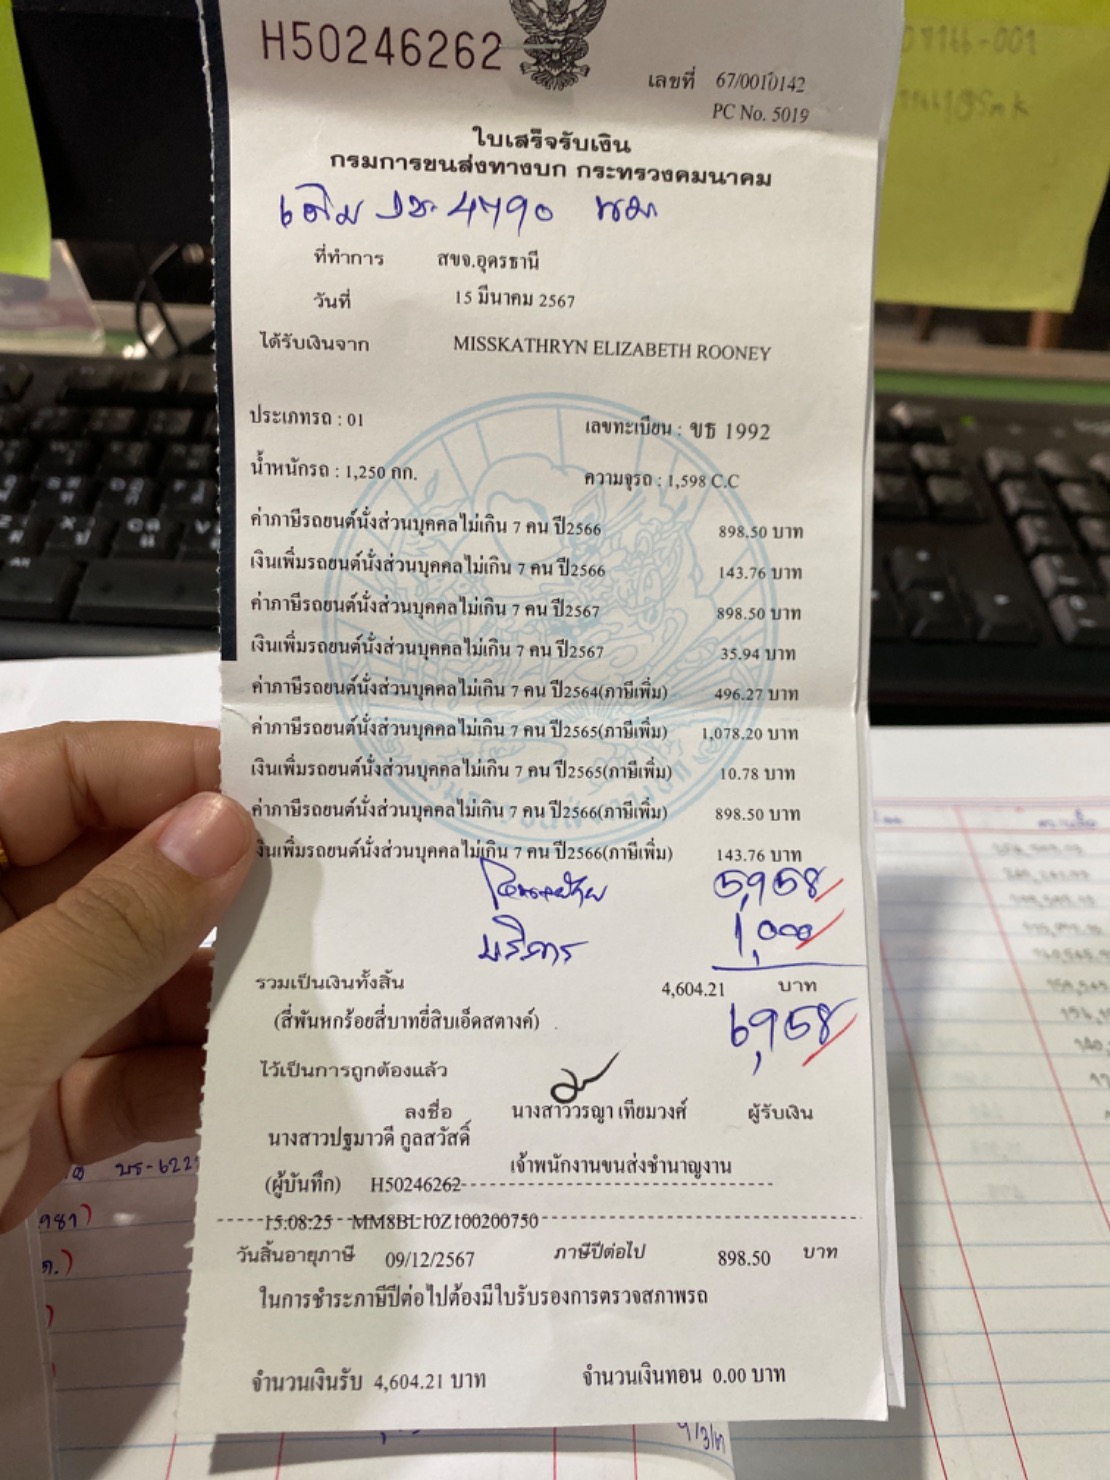 H50246262
เลขที่ 67/0010142
PC No. 5019
ใบเสร็จรับเงิน
กรมการขนส่งทางบก กระทรวงคมนาคม
เดิม 4790
ที่ทำการ สขจ.อุดรธานี
วันที่ 15 มีนาคม 2567
ได้รับเงินจาก MISSKATHRYN ELIZABETH ROONEY
ประเภทรถ : 01 เลขทะเบียน : ขธ 1992
น้ำหนักรถ : 1,250 กก. ความจุรถ : 1,598 C.C
ค่าภาษีรถยนต์นั่งส่วนบุคคลไม่เกิน 7 คน ปี2566 898.50 บาท
เงินเพิ่มรถยนต์นั่งส่วนบุคคลไม่เกิน 7 คน ปี2566 143.76 บาท
ค่าภาษีรถยนต์นั่งส่วนบุคคลไม่เกิน 7 คน ปี2567 898.50 บาท
เงินเพิ่มรถยนต์นั่งส่วนบุคคลไม่เกิน 7 คน ปี2567 35.94 บาท
ค่าภาษีรถยนต์นั่งส่วนบุคคลไม่เกิน 7 คน ปี2564(ภาษีเพิ่ม) 496.27 บาท
ค่าภาษีรถยนต์นั่งส่วนบุคคลไม่เกิน 7 คน ปี2565(ภาษีเพิ่ม) 1,078.20 บาท
เงินเพิ่มรถยนต์นั่งส่วนบุคคลไม่เกิน 7 คน ปี2565(ภาษีเพิ่ม) 10.78 บาท
ค่าภาษีรถยนต์นั่งส่วนบุคคลไม่เกิน 7 คน ปี2566(ภาษีเพิ่ม) 898.50 บาท
งินเพิ่มรถยนต์นั่งส่วนบุคคลไม่เกิน 7 คน ปี2566(ภาษีเพิ่ม) 143.76 บาท
5,958
บริการ 1,000
รวมเป็นเงินทั้งสิ้น 4,604.21 บาท
(สี่พันหกร้อยสี่บาทยี่สิบเอ็ดสตางค์)
6,958
ไว้เป็นการถูกต้องแล้ว
ลงชื่อ นางสาววรญา เทียมวงศ์ ผู้รับเงิน
นางสาวปฐมาวดี กูลสวัสดิ์
เจ้าพนักงานขนส่งชำนาญงาน
(ผู้บันทึก) H50246262
15:08:25 MM8BL10Z100200750
วันสิ้นอายุภาษี 09/12/2567 ภาษีปีต่อไป 898.50 บาท
ในการชำระภาษีปีต่อไปต้องมีใบรับรองการตรวจสภาพรถ
จำนวนเงินรับ 4,604.21 บาท จำนวนเงินทอน 0.00 บาท